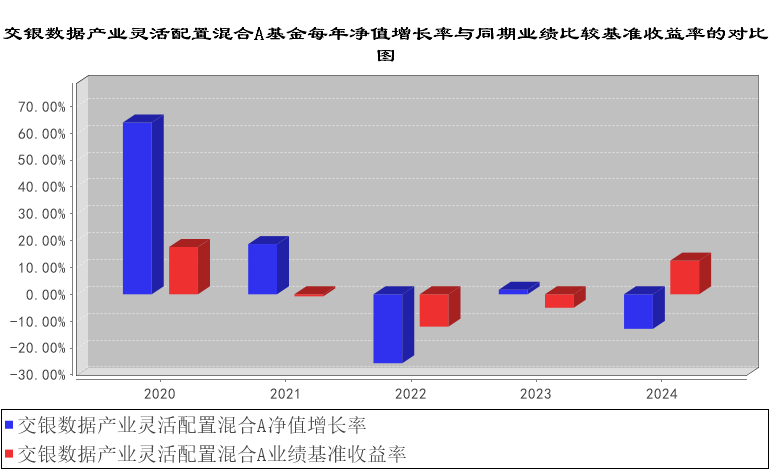 交银数据产业灵活配置混合A基金每年净值增长率与同期业绩比较基准收益率的对比
图
70.00%
60.00%
50.00%
40.00%
30.00%
20.00%
10.00%
0.00%
-10.00%
-20.00%
-30.00%
2020 2021 2022 2023 2024
交银数据产业灵活配置混合A净值增长率
交银数据产业灵活配置混合A业绩基准收益率